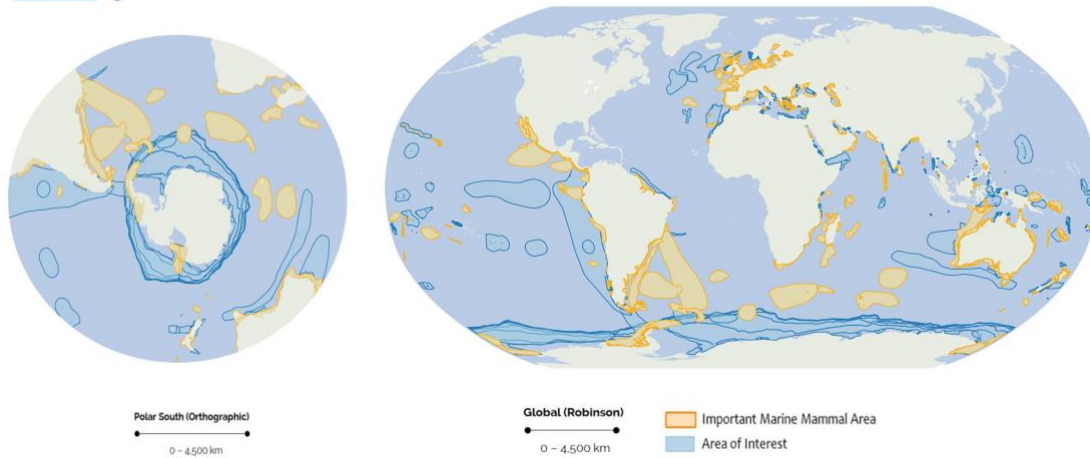 Polar South (Orthographic)
0 – 4,500 km
Global (Robinson)
0 – 4,500 km
Important Marine Mammal Area
Area of Interest